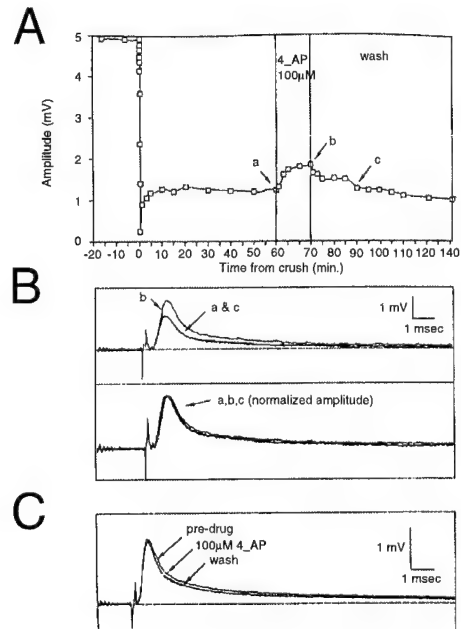 A
Amplitude (mV)
5
4
3
2
1
0
4_AP
100µM
wash
a
b
c
-20 -10 0 10 20 30 40 50 60 70 80 90 100 110 120 130 140
Time from crush (min.)
B
b
a & c
1 mV
1 msec
a,b,c (normalized amplitude)
C
pre-drug
100µM 4_AP
wash
1 mV
1 msec